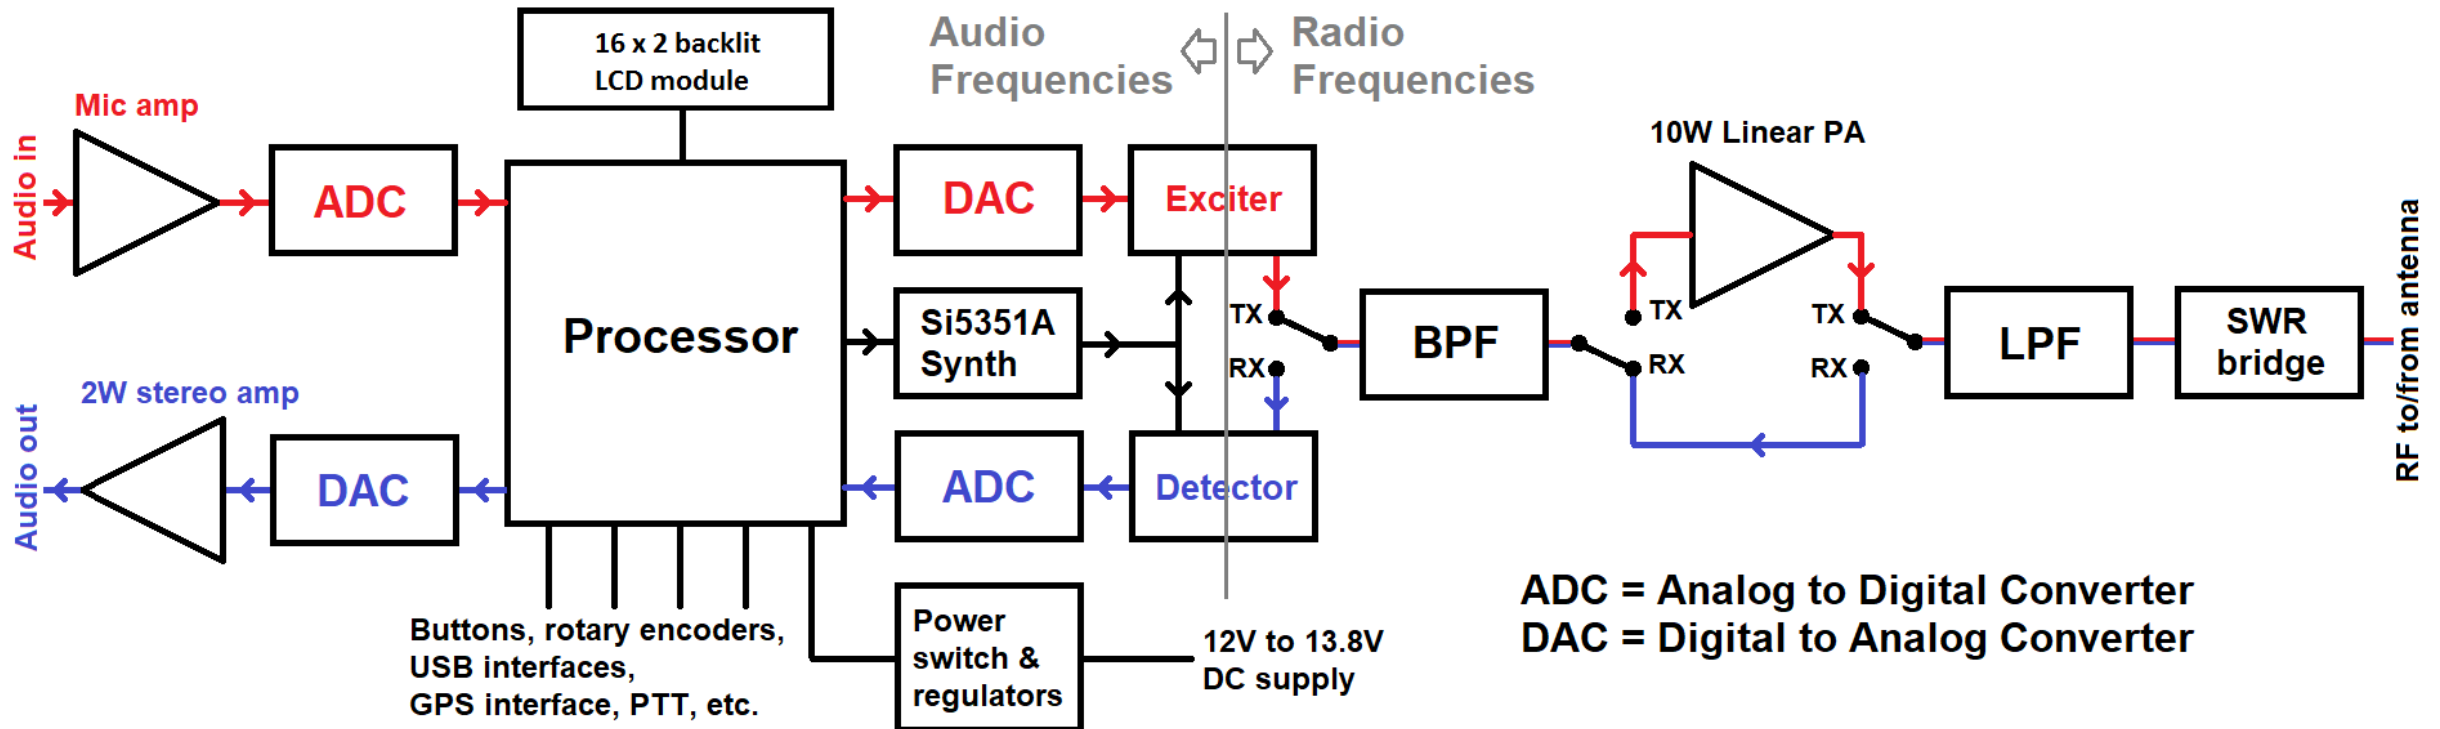 16 x 2 backlit
LCD module
Audio
Frequencies
Radio
Frequencies
Mic amp
Audio in
ADC
Processor
DAC
Exciter
10W Linear PA
Si5351A
Synth
TX
RX
BPF
TX
RX
TX
RX
LPF
SWR
bridge
RF to/from antenna
2W stereo amp
Audio out
DAC
ADC
Detector
Buttons, rotary encoders,
USB interfaces,
GPS interface, PTT, etc.
Power
switch &
regulators
12V to 13.8V
DC supply
ADC = Analog to Digital Converter
DAC = Digital to Analog Converter